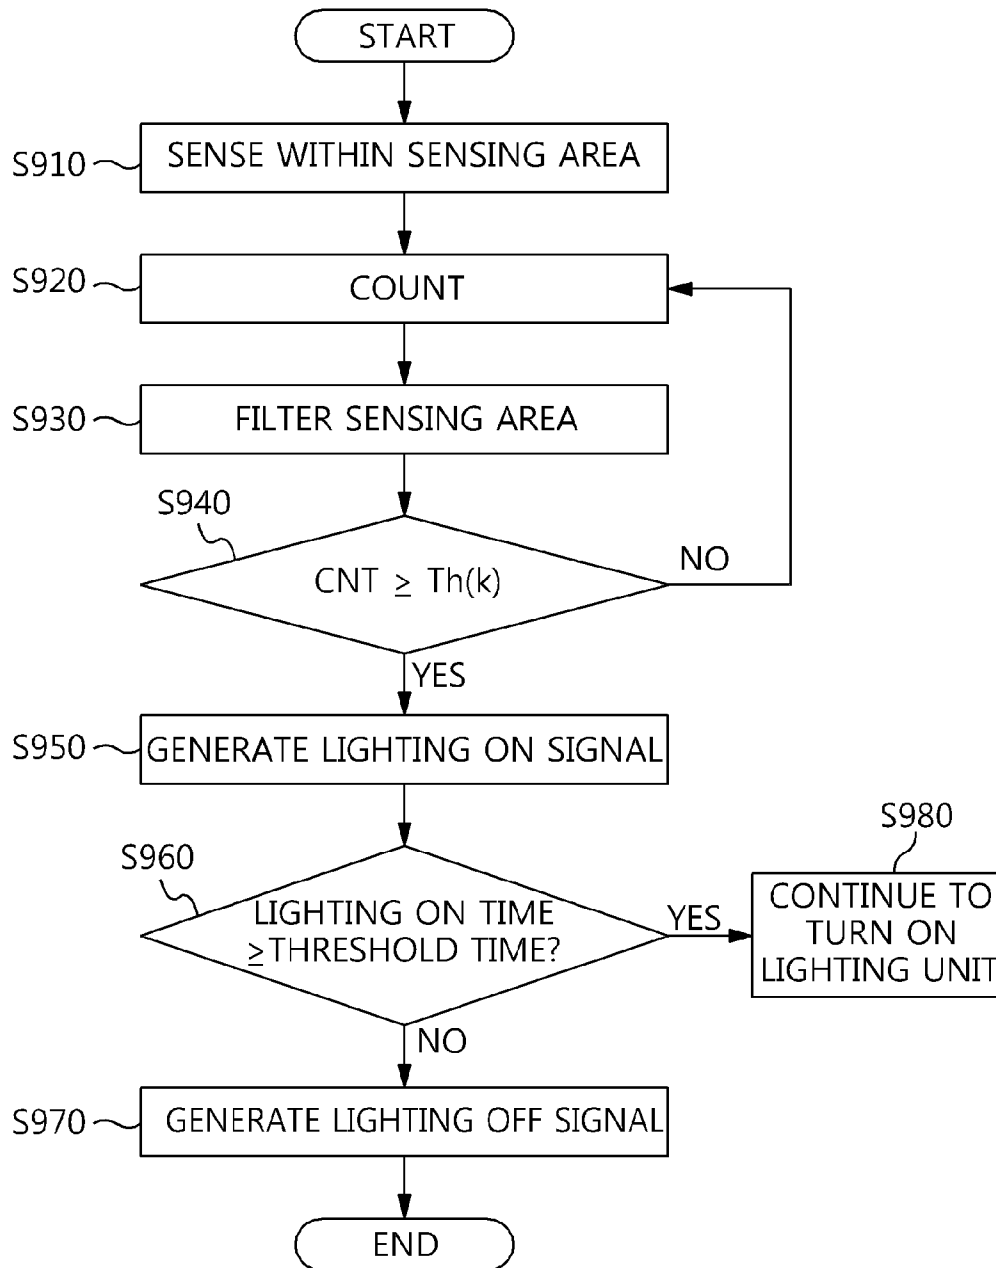 START
S910
SENSE WITHIN SENSING AREA
S920
COUNT
S930
FILTER SENSING AREA
S940
CNT ≥ Th(k)
NO
YES
S950
GENERATE LIGHTING ON SIGNAL
S960
LIGHTING ON TIME
≥THRESHOLD TIME?
YES
S980
CONTINUE TO
TURN ON
LIGHTING UNIT
NO
S970
GENERATE LIGHTING OFF SIGNAL
END